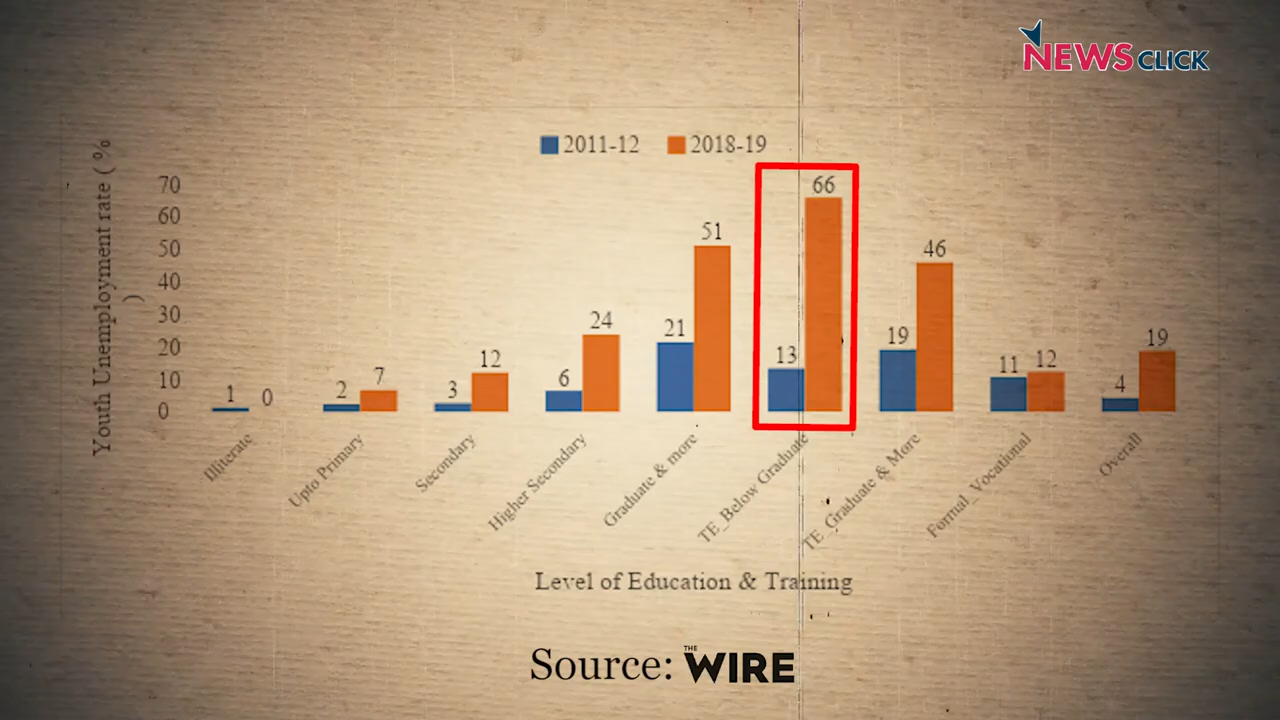 NEWSCLICK
2011-12 2018-19
Youth Unemployment rate ( % )
70
60
50
40
30
20
10
0
1 0
2 7
3 12
6 24
21 51
13 66
19 46
11 12
4 19
Illiterate
Upto Primary
Secondary
Higher Secondary
Graduate & more
TE_Below Graduate
TE_Graduate & More
Formal_Vocational
Overall
Level of Education & Training
Source: THE WIRE